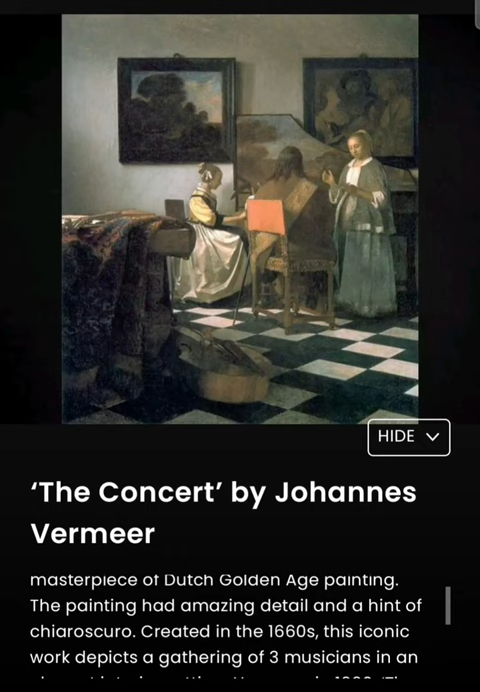 HIDE
‘The Concert’ by Johannes
Vermeer
masterpiece of Dutch Golden Age painting.
The painting had amazing detail and a hint of
chiaroscuro. Created in the 1660s, this iconic
work depicts a gathering of 3 musicians in an